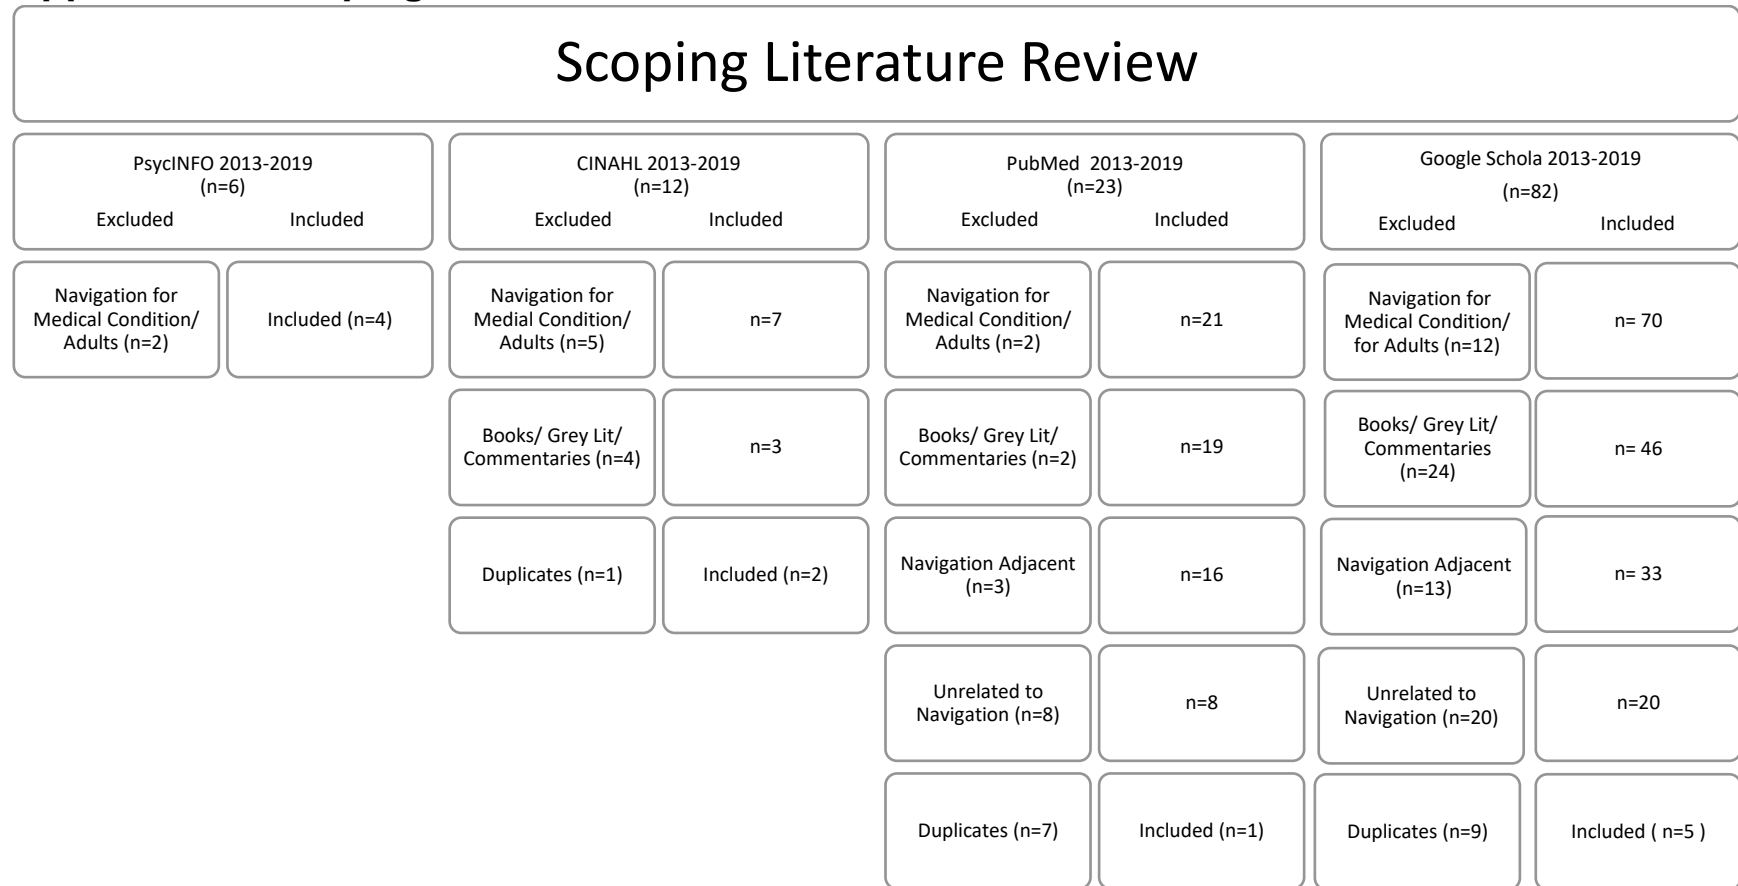 Scoping Literature Review
PsycINFO 2013-2019
(n=6)
Excluded Included
CINAHL 2013-2019
(n=12)
Excluded Included
PubMed 2013-2019
(n=23)
Excluded Included
Google Schola 2013-2019
(n=82)
Excluded Included
Navigation for
Medical Condition/
Adults (n=2)
Included (n=4)
Navigation for
Medial Condition/
Adults (n=5)
n=7
Navigation for
Medical Condition/
Adults (n=2)
n=21
Navigation for
Medical Condition/
for Adults (n=12)
n= 70
Books/ Grey Lit/
Commentaries (n=4)
n=3
Books/ Grey Lit/
Commentaries (n=2)
n=19
Books/ Grey Lit/
Commentaries
(n=24)
n= 46
Duplicates (n=1)
Included (n=2)
Navigation Adjacent
(n=3)
n=16
Navigation Adjacent
(n=13)
n= 33
Unrelated to
Navigation (n=8)
n=8
Unrelated to
Navigation (n=20)
n=20
Duplicates (n=7)
Included (n=1)
Duplicates (n=9)
Included ( n=5 )